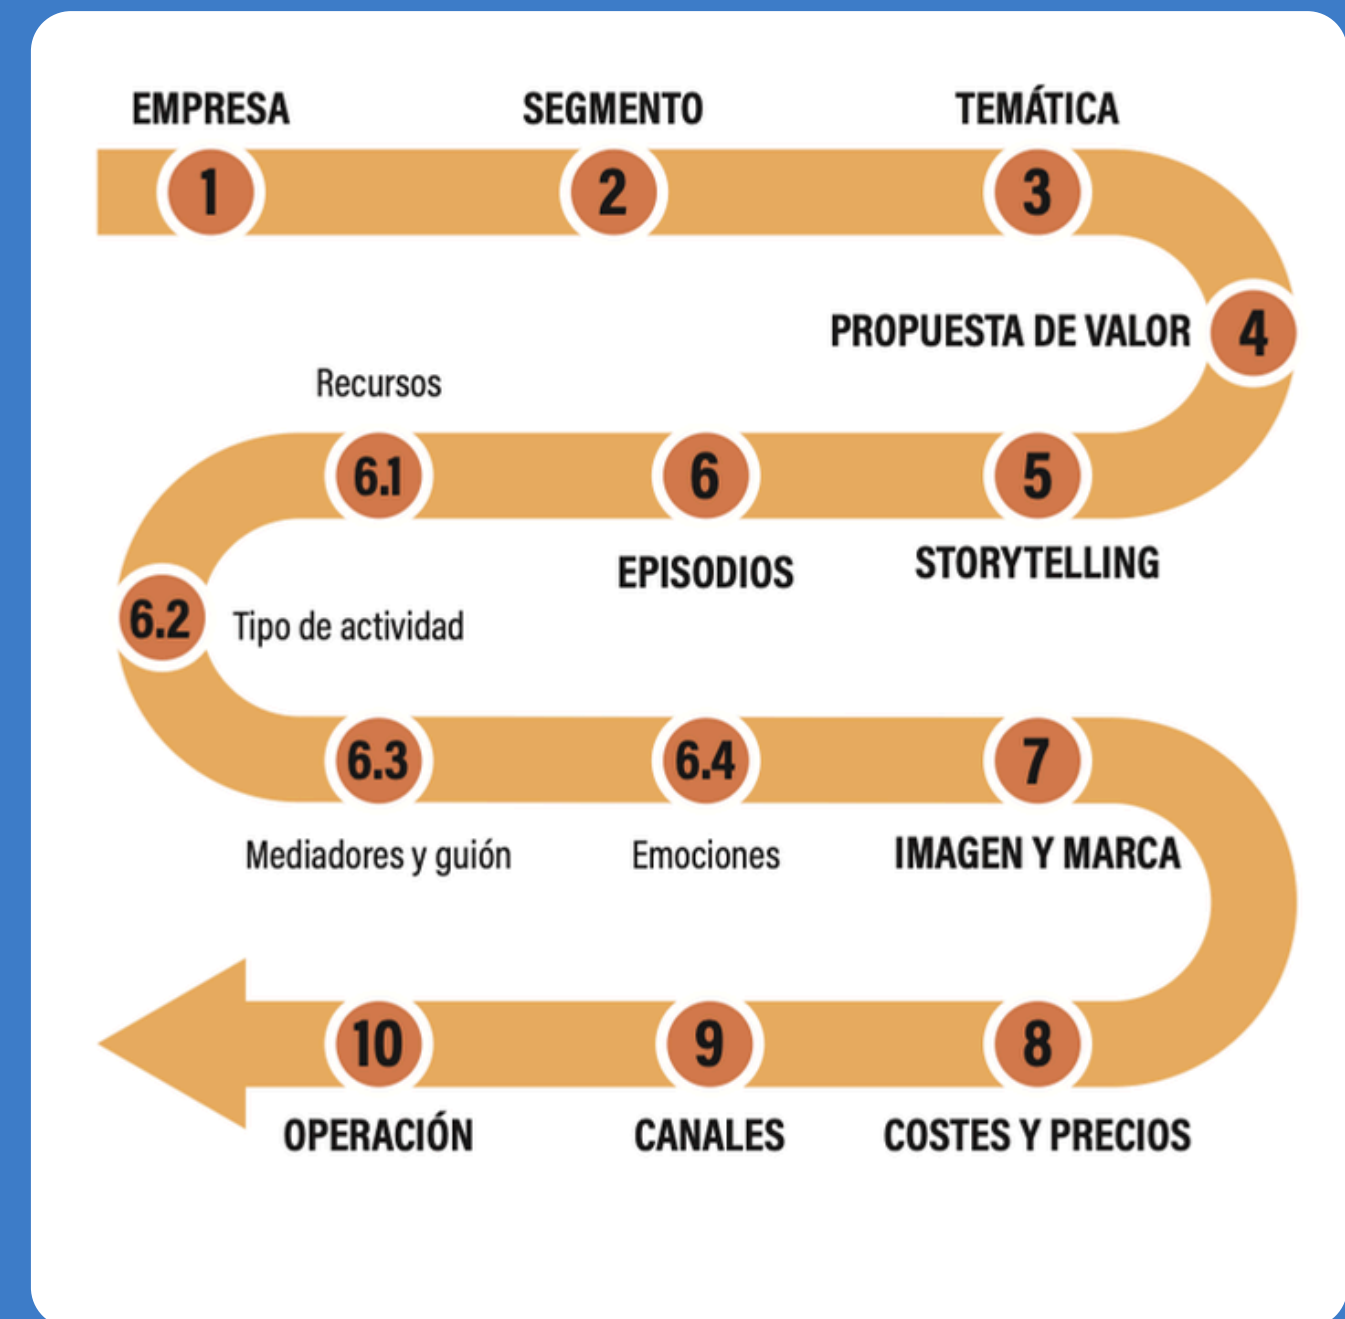 EMPRESA
1
SEGMENTO
2
TEMÁTICA
3
PROPUESTA DE VALOR
4
5
STORYTELLING
6
EPISODIOS
Recursos
6.1
6.2
Tipo de actividad
6.3
Mediadores y guión
6.4
Emociones
7
IMAGEN Y MARCA
8
COSTES Y PRECIOS
9
CANALES
10
OPERACIÓN